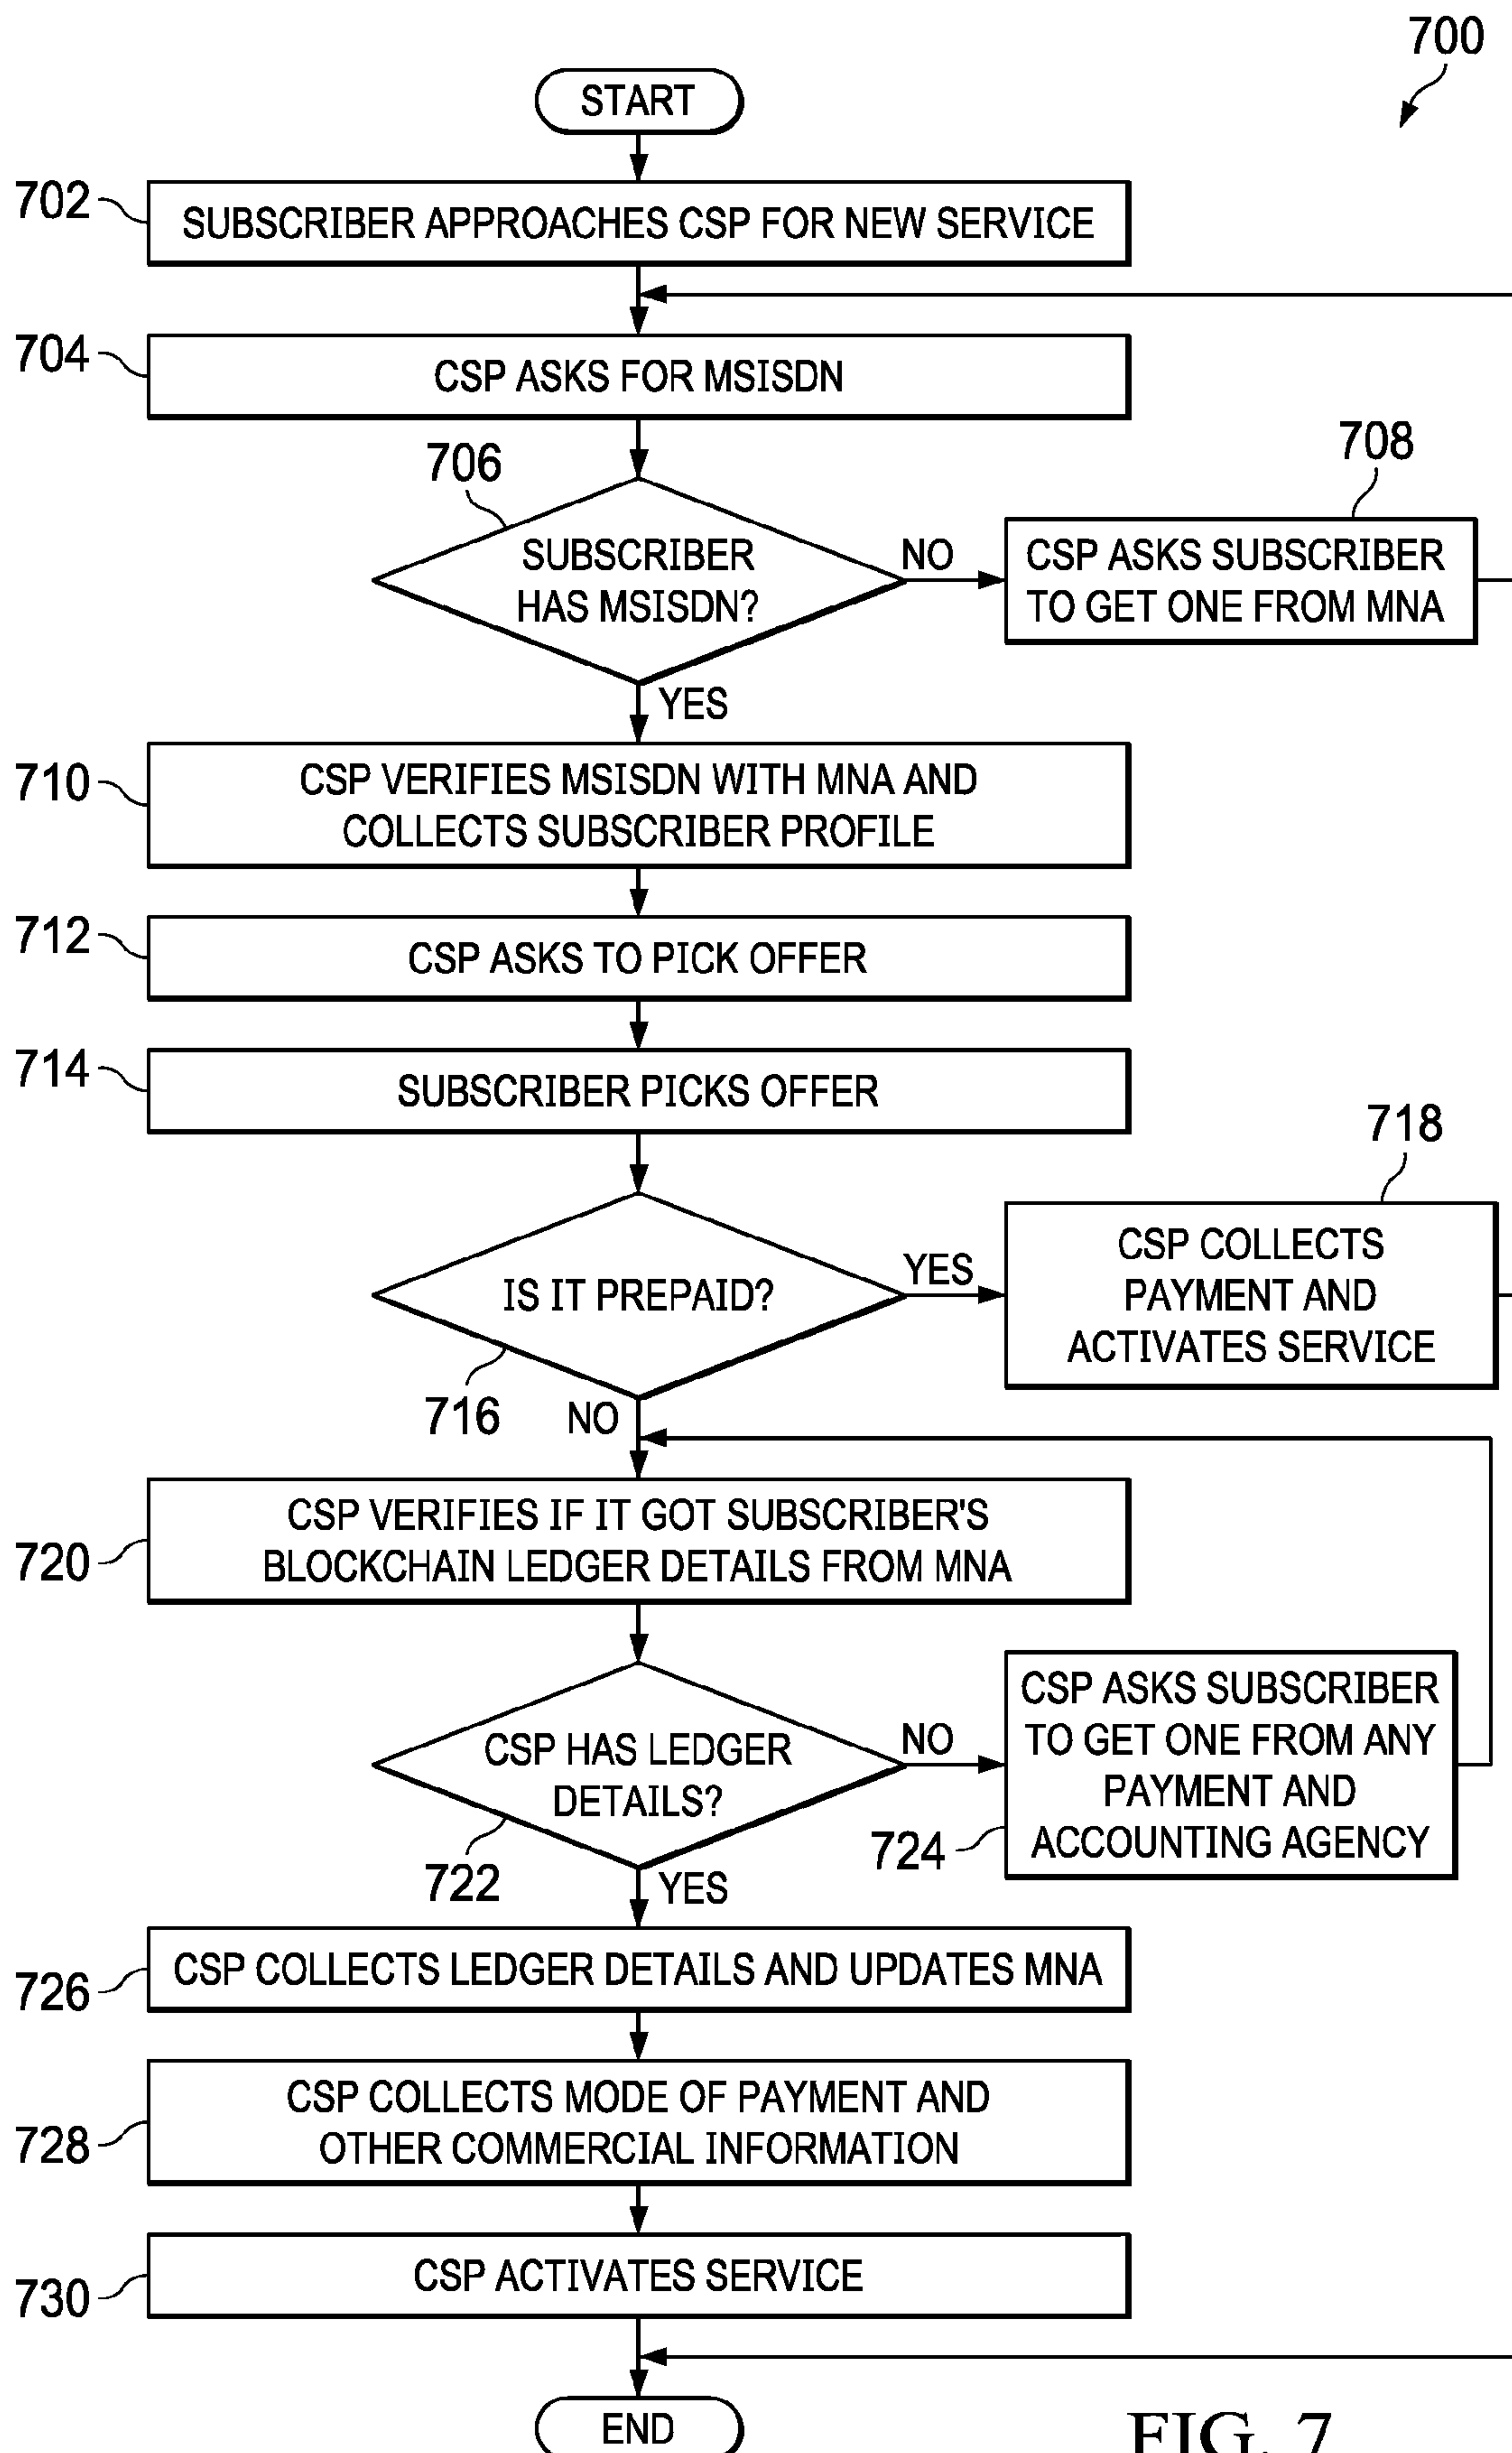 700
START
702
SUBSCRIBER APPROACHES CSP FOR NEW SERVICE
704
CSP ASKS FOR MSISDN
706
SUBSCRIBER
HAS MSISDN?
NO
708
CSP ASKS SUBSCRIBER
TO GET ONE FROM MNA
YES
710
CSP VERIFIES MSISDN WITH MNA AND
COLLECTS SUBSCRIBER PROFILE
712
CSP ASKS TO PICK OFFER
714
SUBSCRIBER PICKS OFFER
716
IS IT PREPAID?
YES
718
CSP COLLECTS
PAYMENT AND
ACTIVATES SERVICE
NO
720
CSP VERIFIES IF IT GOT SUBSCRIBER'S
BLOCKCHAIN LEDGER DETAILS FROM MNA
722
CSP HAS LEDGER
DETAILS?
NO
724
CSP ASKS SUBSCRIBER
TO GET ONE FROM ANY
PAYMENT AND
ACCOUNTING AGENCY
YES
726
CSP COLLECTS LEDGER DETAILS AND UPDATES MNA
728
CSP COLLECTS MODE OF PAYMENT AND
OTHER COMMERCIAL INFORMATION
730
CSP ACTIVATES SERVICE
END
FIG. 7